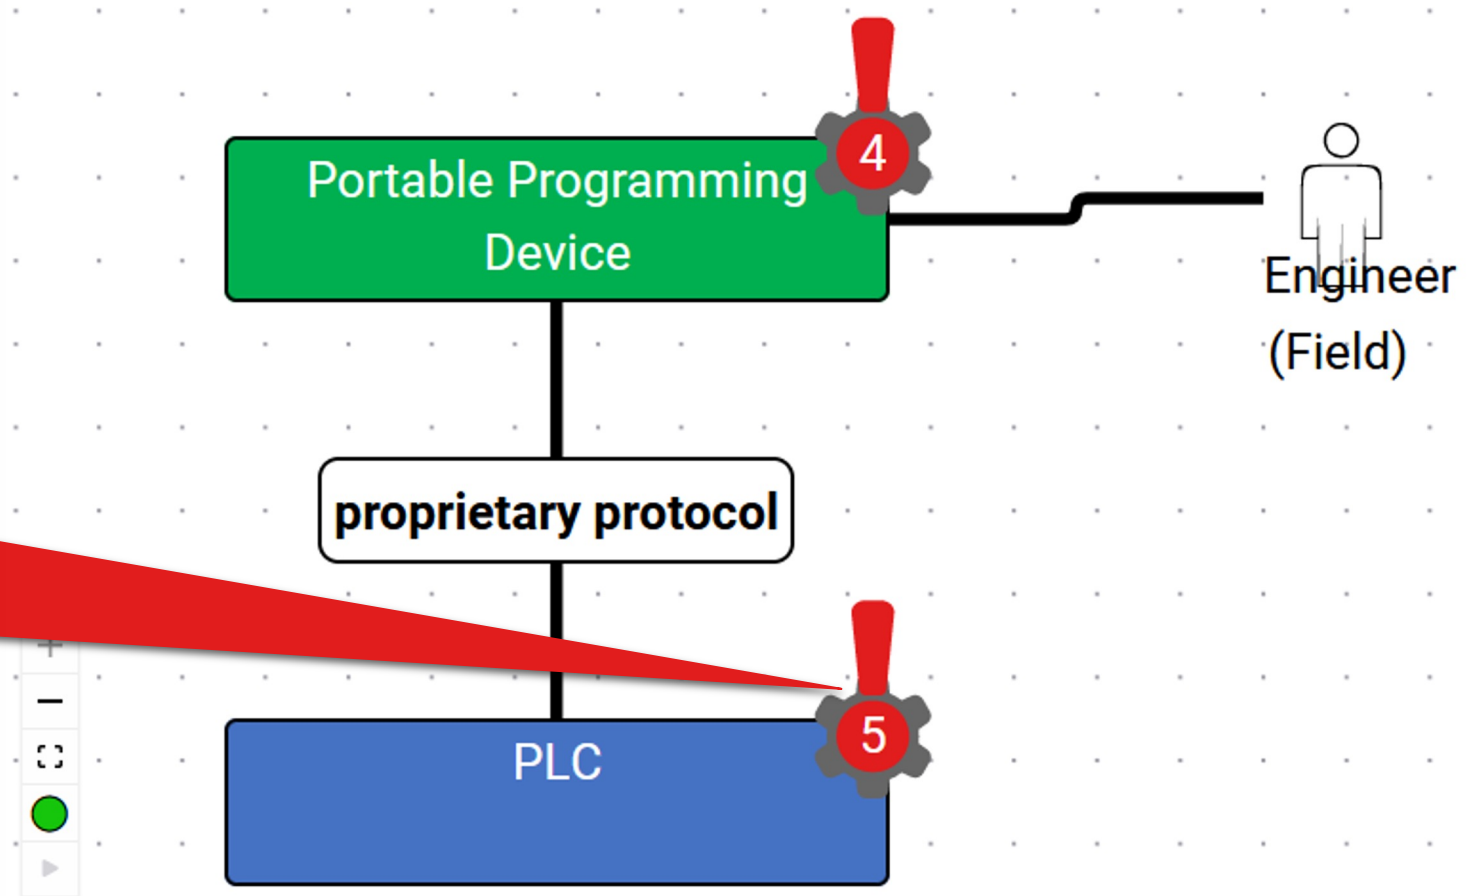 4
Portable Programming
Device
Engineer
(Field)
proprietary protocol
5
PLC